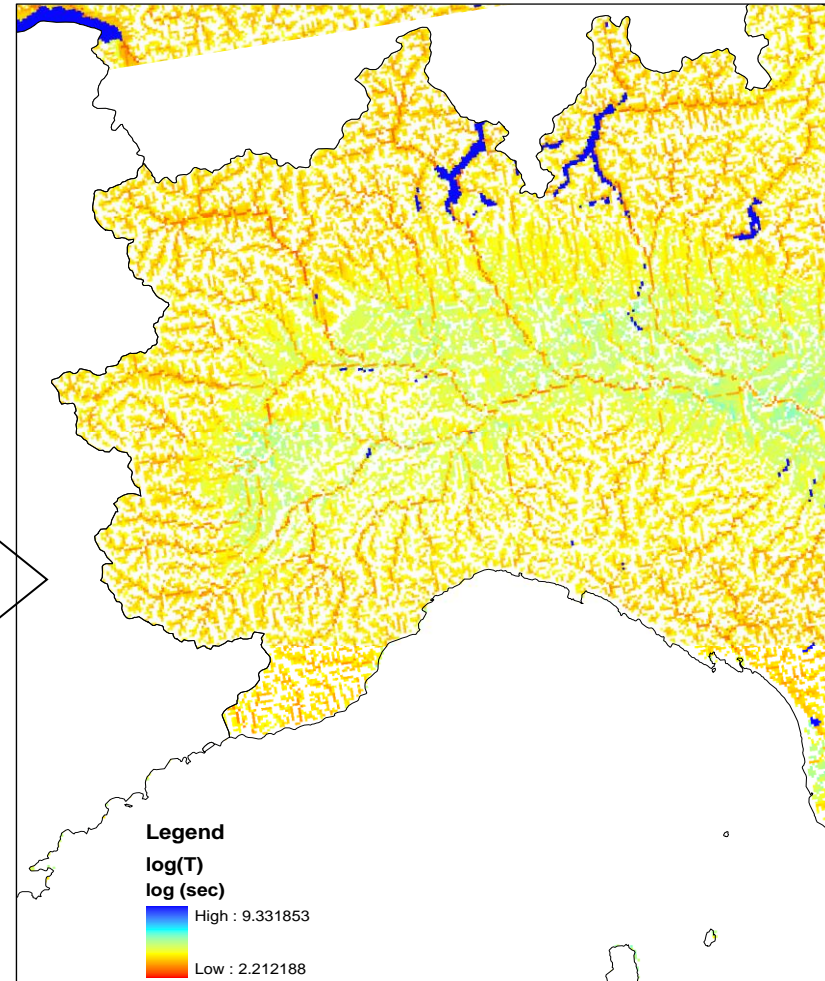 Legend
log(T)
log (sec)
High : 9.331853
Low : 2.212188